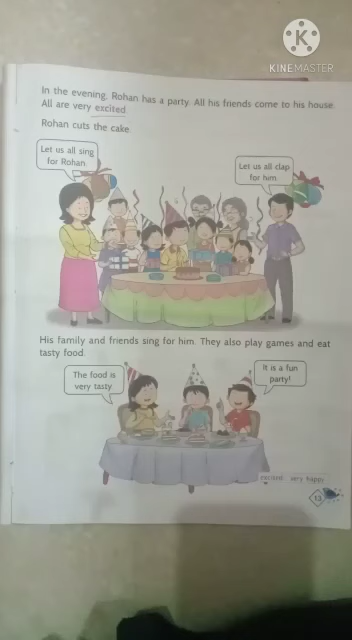 KINEMASTER
In the evening, Rohan has a party. All his friends come to his house.
All are very excited.
Rohan cuts the cake.
Let us all sing
for Rohan.
Let us all clap
for him.
His family and friends sing for him. They also play games and eat
tasty food.
The food is
very tasty.
It is a fun
party!
excited: very happy
13